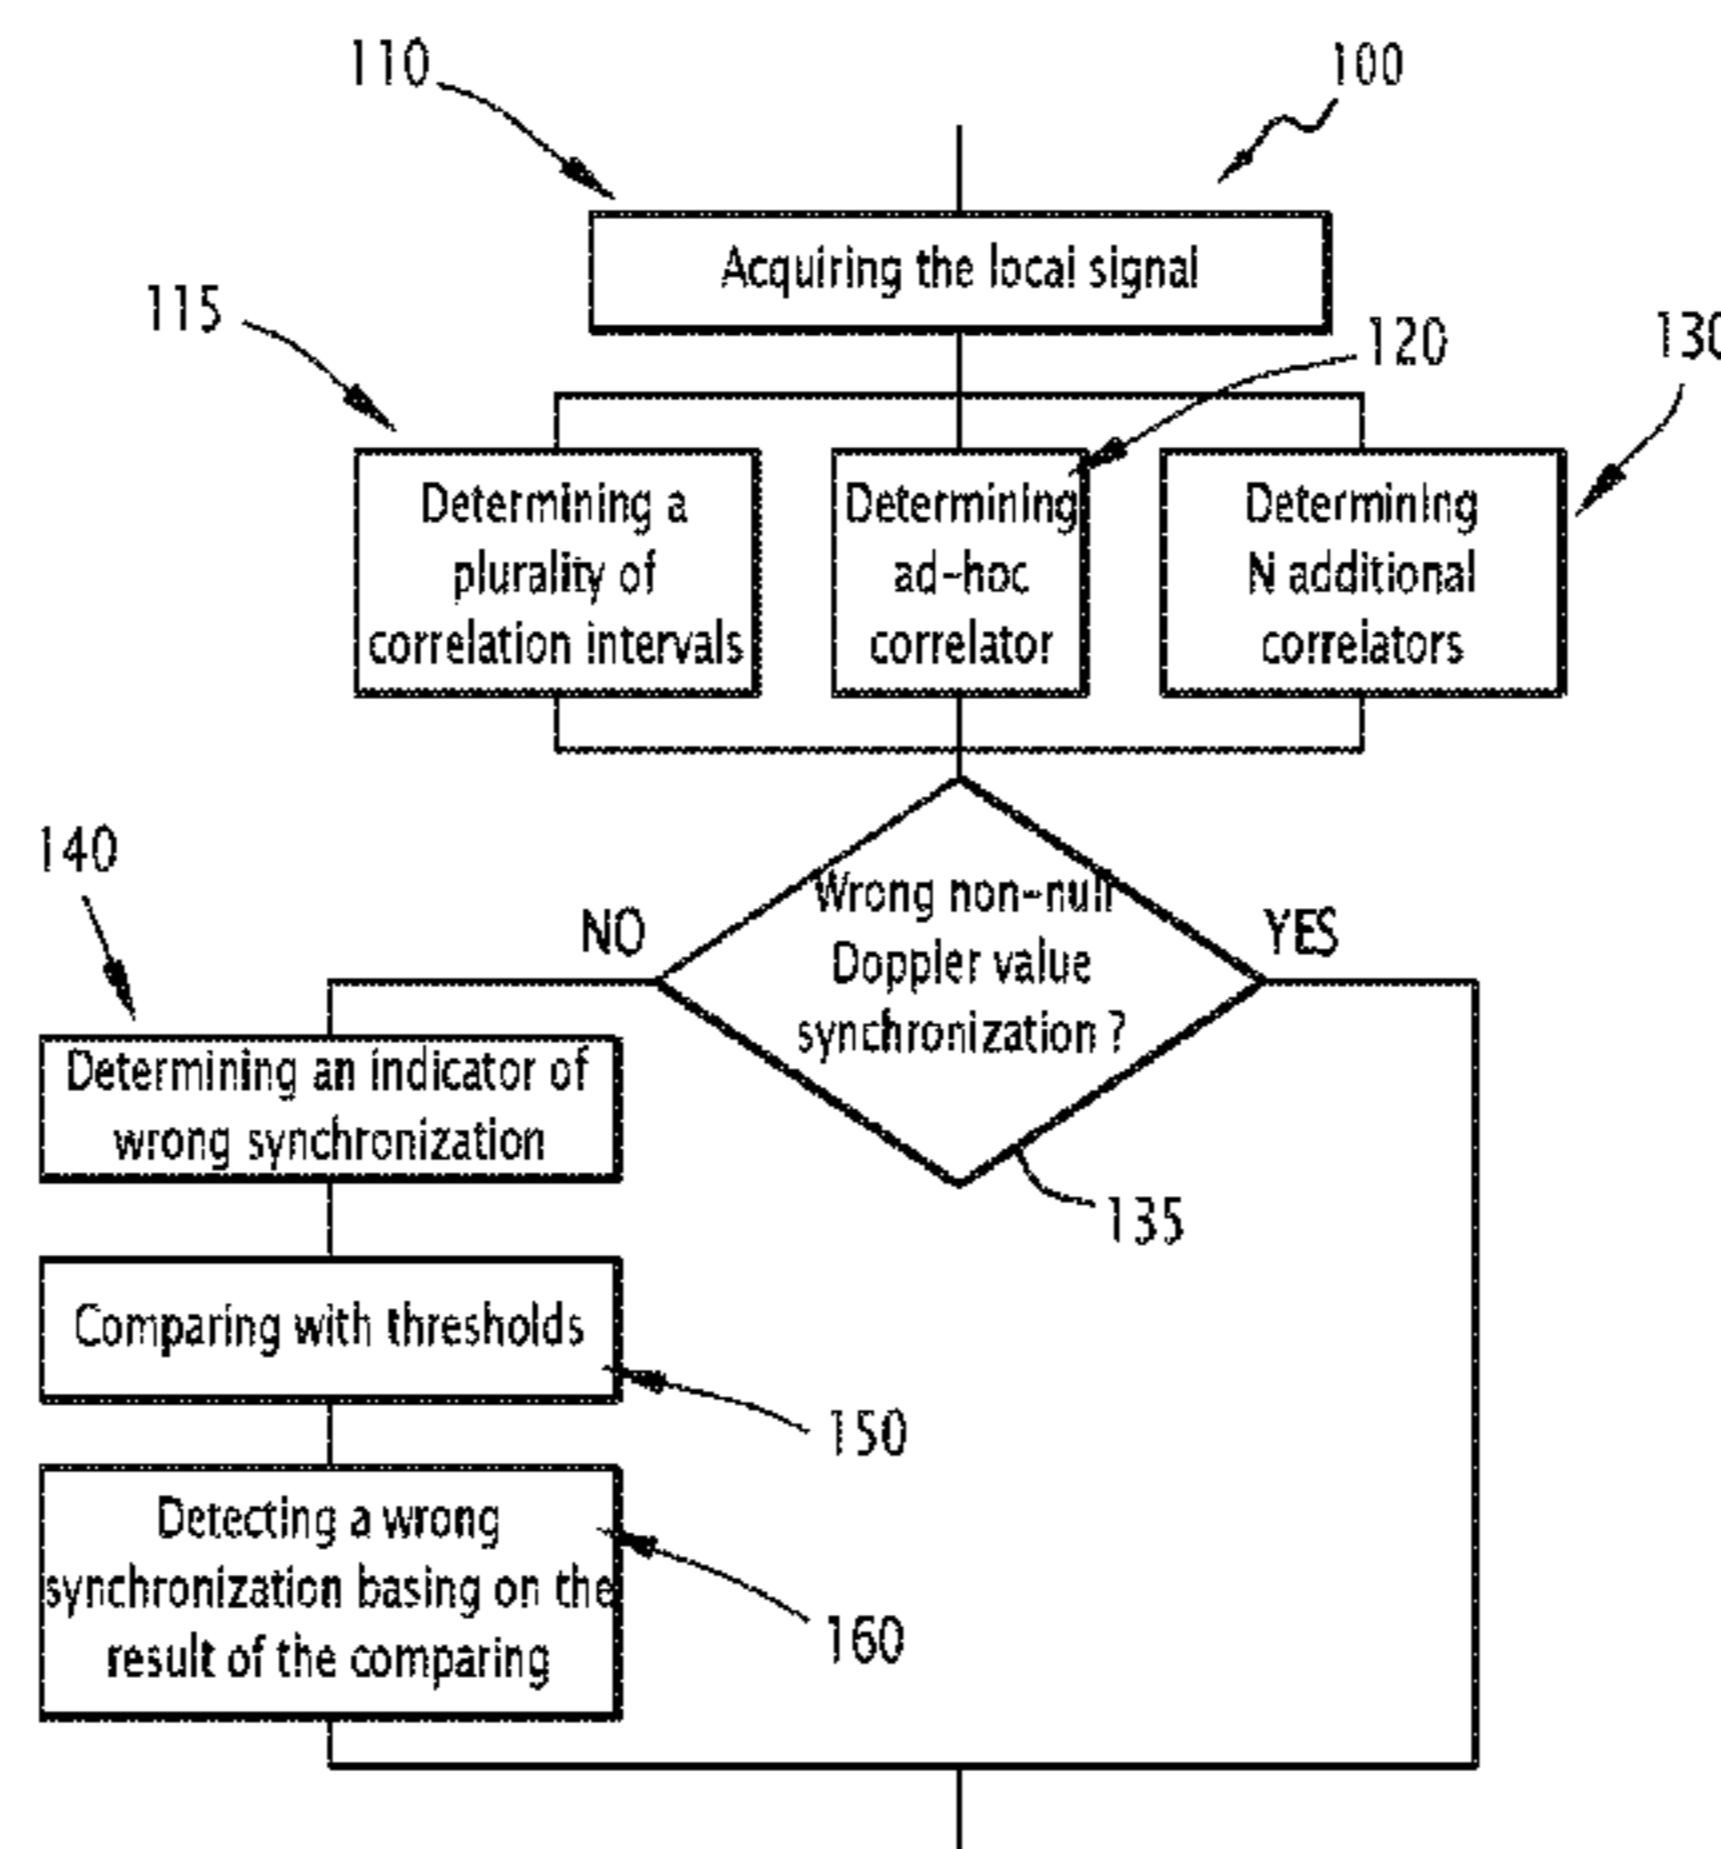 110
100
Acquiring the local signal
115
120
130
Determining a
plurality of
correlation intervals
Determining
ad-hoc
correlator
Determining
N additional
correlators
140
NO
Wrong non-null
Doppler value
synchronization ?
YES
Determining an indicator of
wrong synchronization
135
Comparing with thresholds
150
Detecting a wrong
synchronization basing on the
result of the comparing
160